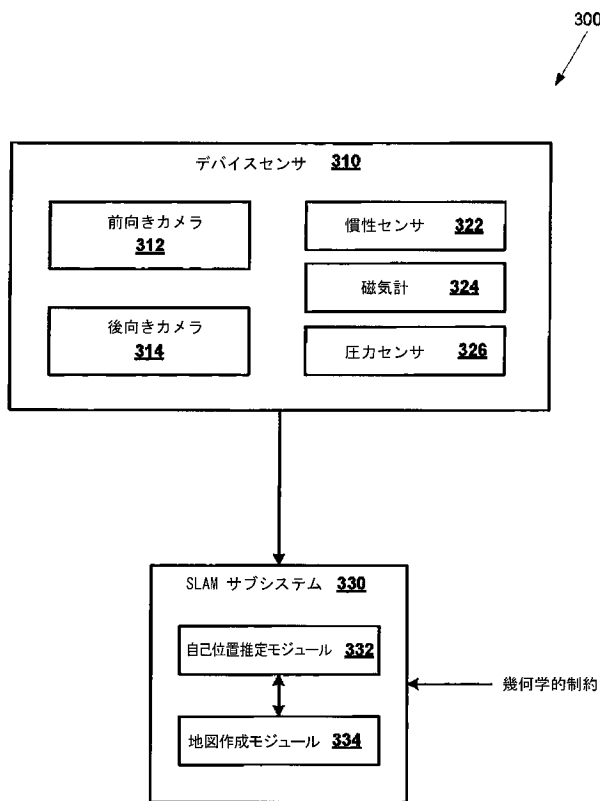 300
デバイスセンサ 310
前向きカメラ
312
後向きカメラ
314
慣性センサ 322
磁気計 324
圧力センサ 326
SLAM サブシステム 330
自己位置推定モジュール 332
地図作成モジュール 334
幾何学的制約